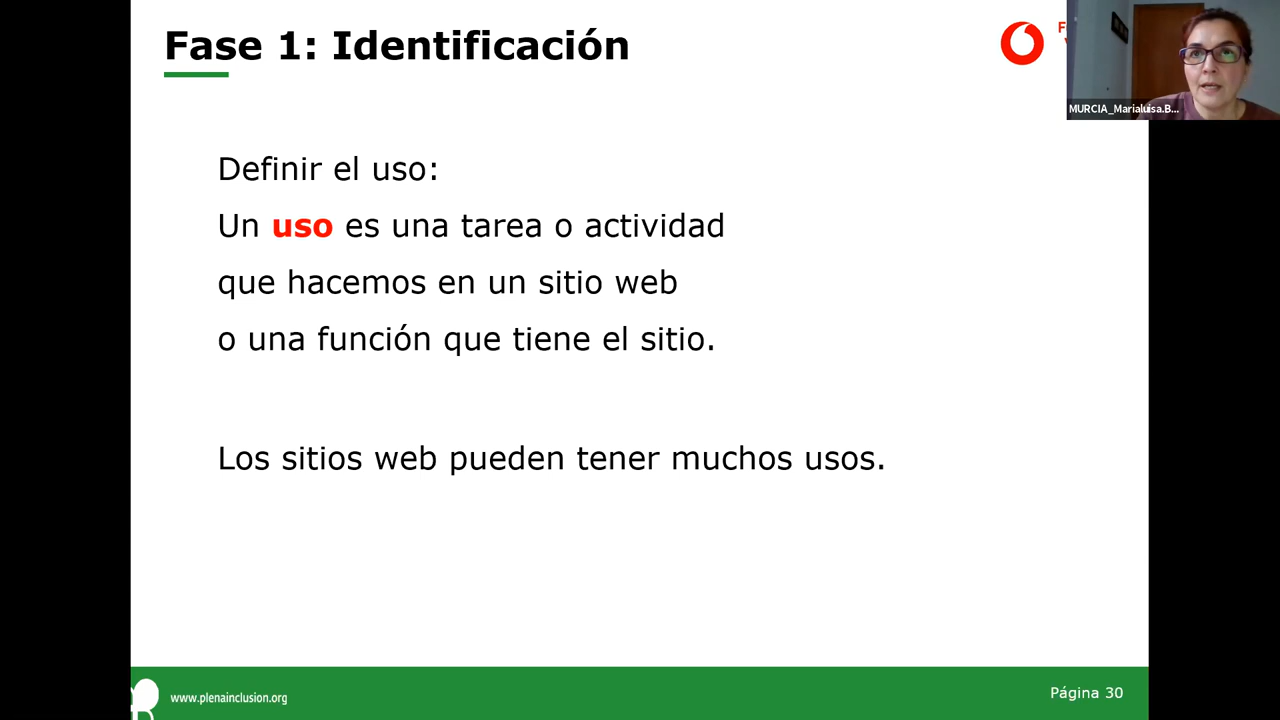 Fase 1: Identificación
MURCIA_Marialuisa.B...
Definir el uso:
Un uso es una tarea o actividad
que hacemos en un sitio web
o una función que tiene el sitio.
Los sitios web pueden tener muchos usos.
www.plenainclusion.org
Página 30